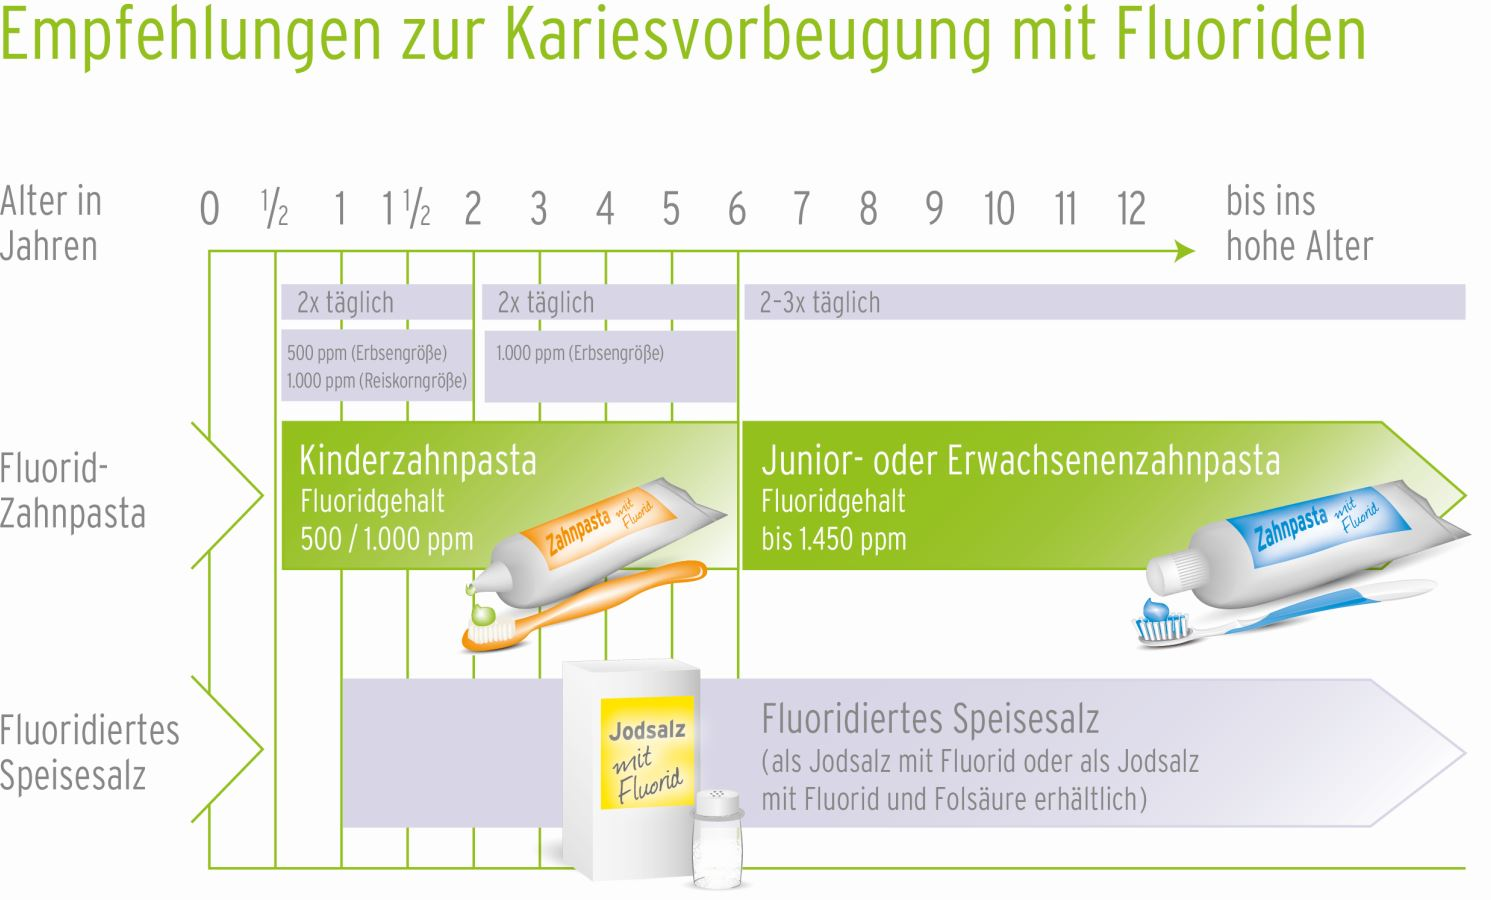 Empfehlungen zur Kariesvorbeugung mit Fluoriden
Alter in
Jahren
0 ½ 1 1 ½ 2 3 4 5 6 7 8 9 10 11 12
bis ins
hohe Alter
2x täglich
2x täglich
2-3x täglich
500 ppm (Erbsengröße)
1.000 ppm (Reiskorngröße)
1.000 ppm (Erbsengröße)
Fluorid-
Zahnpasta
Kinderzahnpasta
Fluoridgehalt
500 / 1.000 ppm
Zahnpasta mit
Fluorid
Junior- oder Erwachsenenzahnpasta
Fluoridgehalt
bis 1.450 ppm
Zahnpasta mit
Fluorid
Fluoridiertes
Speisesalz
Jodsalz
mit
Fluorid
Fluoridiertes Speisesalz
(als Jodsalz mit Fluorid oder als Jodsalz
mit Fluorid und Folsäure erhältlich)